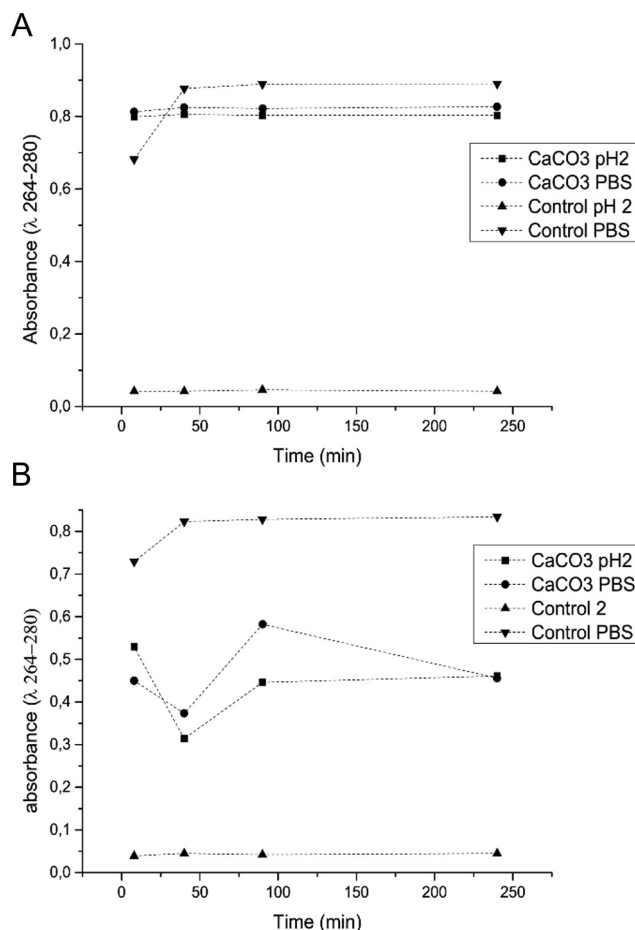 A
1,0
0,8
0,6
0,4
0,2
0,0
Absorbance (λ 264-280)
CaCO3 pH2
CaCO3 PBS
Control pH 2
Control PBS
0 50 100 150 200 250
Time (min)
B
0,8
0,7
0,6
0,5
0,4
0,3
0,2
0,1
0,0
absorbance (λ 264–280)
CaCO3 pH2
CaCO3 PBS
Control 2
Control PBS
0 50 100 150 200 250
Time (min)